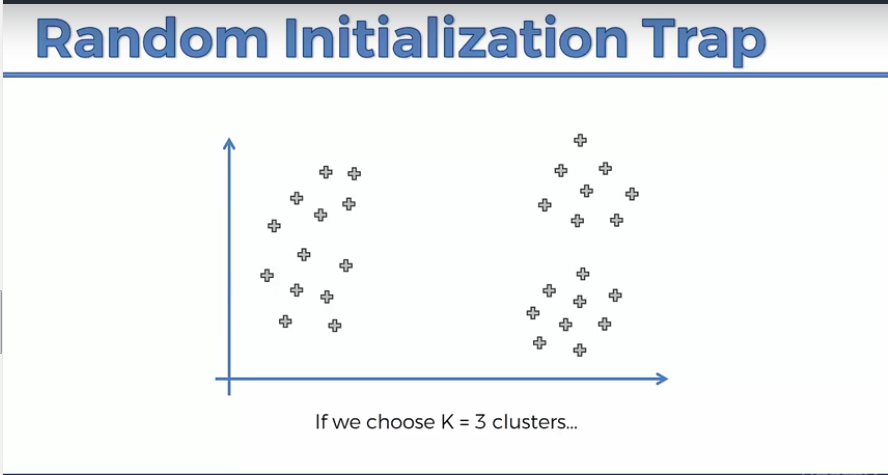 Random Initialization Trap
If we choose K = 3 clusters...